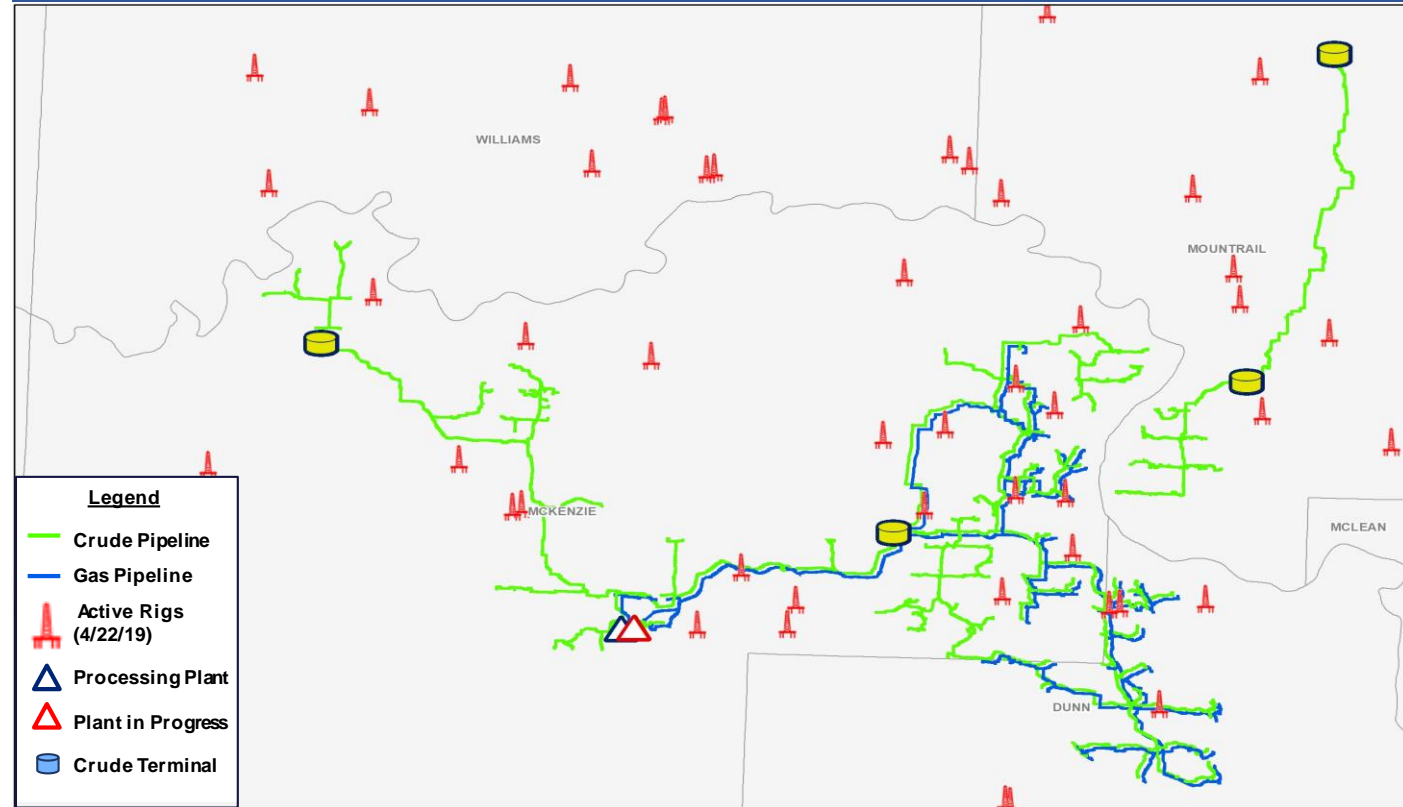 WILLIAMS
MOUNTRAIL
MCKENZIE
MCLEAN
DUNN
Legend
Crude Pipeline
Gas Pipeline
Active Rigs
(4/22/19)
Processing Plant
Plant in Progress
Crude Terminal